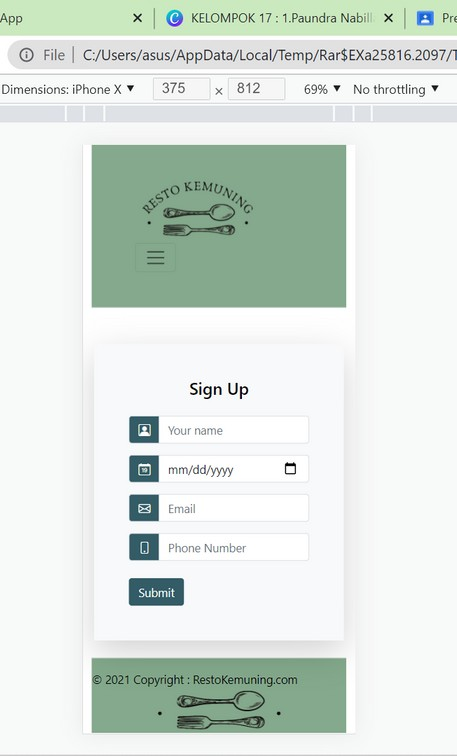 App
KELOMPOK 17 : 1.Paundra Nabill
Pre
File
C:/Users/asus/AppData/Local/Temp/Rar$EXa25816.2097/T
Dimensions: iPhone X
375
×
812
69%
No throttling
RESTO KEMUNING
Sign Up
Your name
mm/dd/yyyy
Email
Phone Number
Submit
© 2021 Copyright : RestoKemuning.com